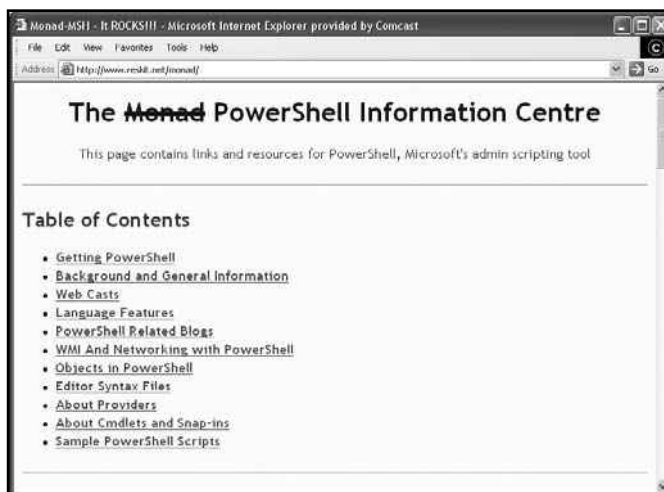 Monad-MSH - It ROCKS!!! - Microsoft Internet Explorer provided by Comcast
File Edit View Favorites Tools Help
Address http://www.reskit.net/monad/ Go
The Monad PowerShell Information Centre
This page contains links and resources for PowerShell, Microsoft's admin scripting tool
Table of Contents
• Getting PowerShell
• Background and General Information
• Web Casts
• Language Features
• PowerShell Related Blogs
• WMI And Networking with PowerShell
• Objects in PowerShell
• Editor Syntax Files
• About Providers
• About Cmdlets and Snap-ins
• Sample PowerShell Scripts